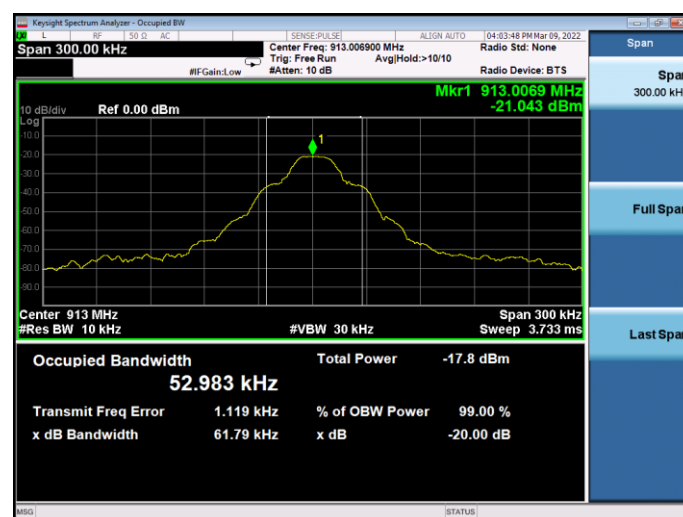 Keysight Spectrum Analyzer - Occupied BW
L RF 50 Ω AC SENSE:PULSE ALIGN AUTO 04:03:48 PM Mar 09, 2022
Span 300.00 kHz Center Freq: 913.006900 MHz Radio Std: None Span
Trig: Free Run Avg|Hold:>10/10
#IFGain:Low #Atten: 10 dB Radio Device: BTS
Span
300.00 kH
Mkr1 913.0069 MHz
-21.043 dBm
10 dB/div Ref 0.00 dBm
Log
-10.0
1
-20.0
-30.0
-40.0
-50.0
-60.0
-70.0
-80.0
-90.0
Full Span
Center 913 MHz Span 300 kHz
#Res BW 10 kHz #VBW 30 kHz Sweep 3.733 ms
Last Span
Occupied Bandwidth Total Power -17.8 dBm
52.983 kHz
Transmit Freq Error 1.119 kHz % of OBW Power 99.00 %
x dB Bandwidth 61.79 kHz x dB -20.00 dB
MSG STATUS